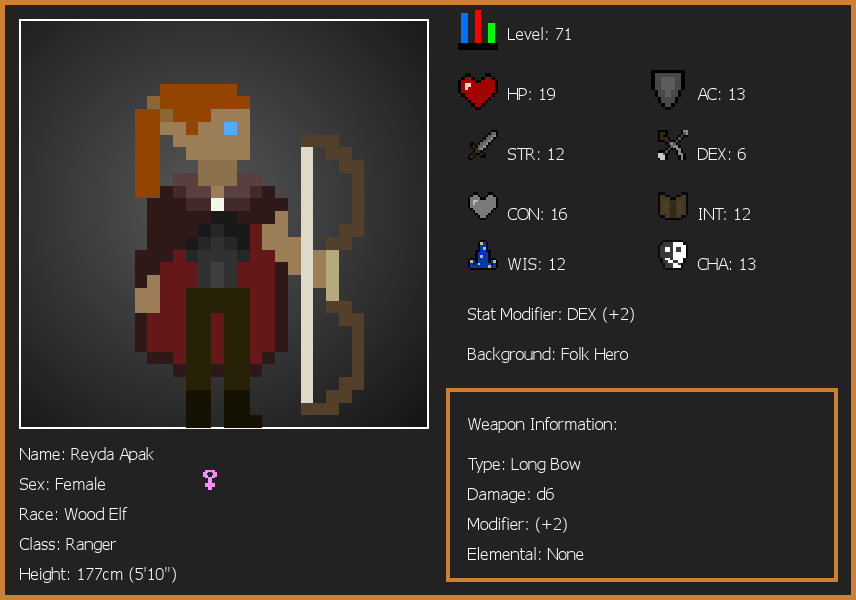 Level: 71
HP: 19
AC: 13
STR: 12
DEX: 6
CON: 16
INT: 12
WIS: 12
CHA: 13
Stat Modifier: DEX (+2)
Background: Folk Hero
Weapon Information:
Type: Long Bow
Damage: d6
Modifier: (+2)
Elemental: None
Name: Reyda Apak
Sex: Female
Race: Wood Elf
Class: Ranger
Height: 177cm (5'10")